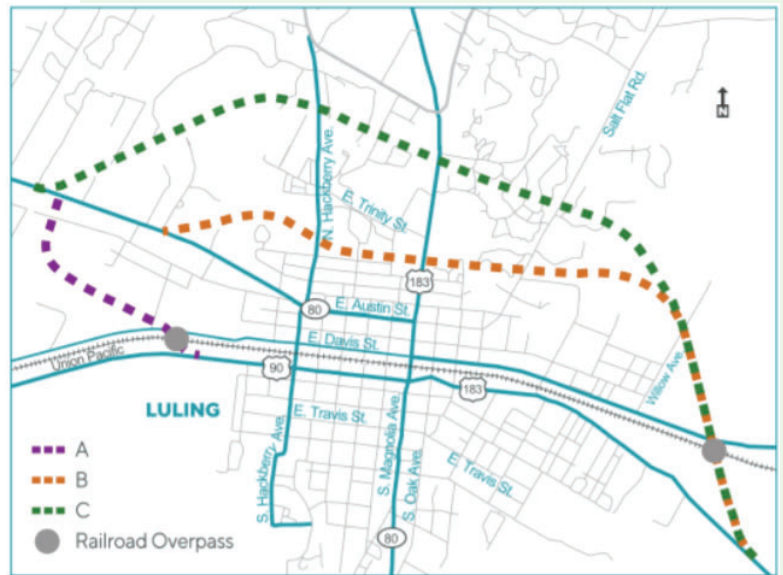 Salt Flat Rd.
N
N. Hackberry Ave.
E. Trinity St.
183
80
E. Austin St.
E. Davis St.
Union Pacific
90
183
Willow Ave.
LULING
E. Travis St.
S. Hackberry Ave.
S. Magnolia Ave.
S. Oak Ave.
E. Travis St.
80
A
B
C
Railroad Overpass